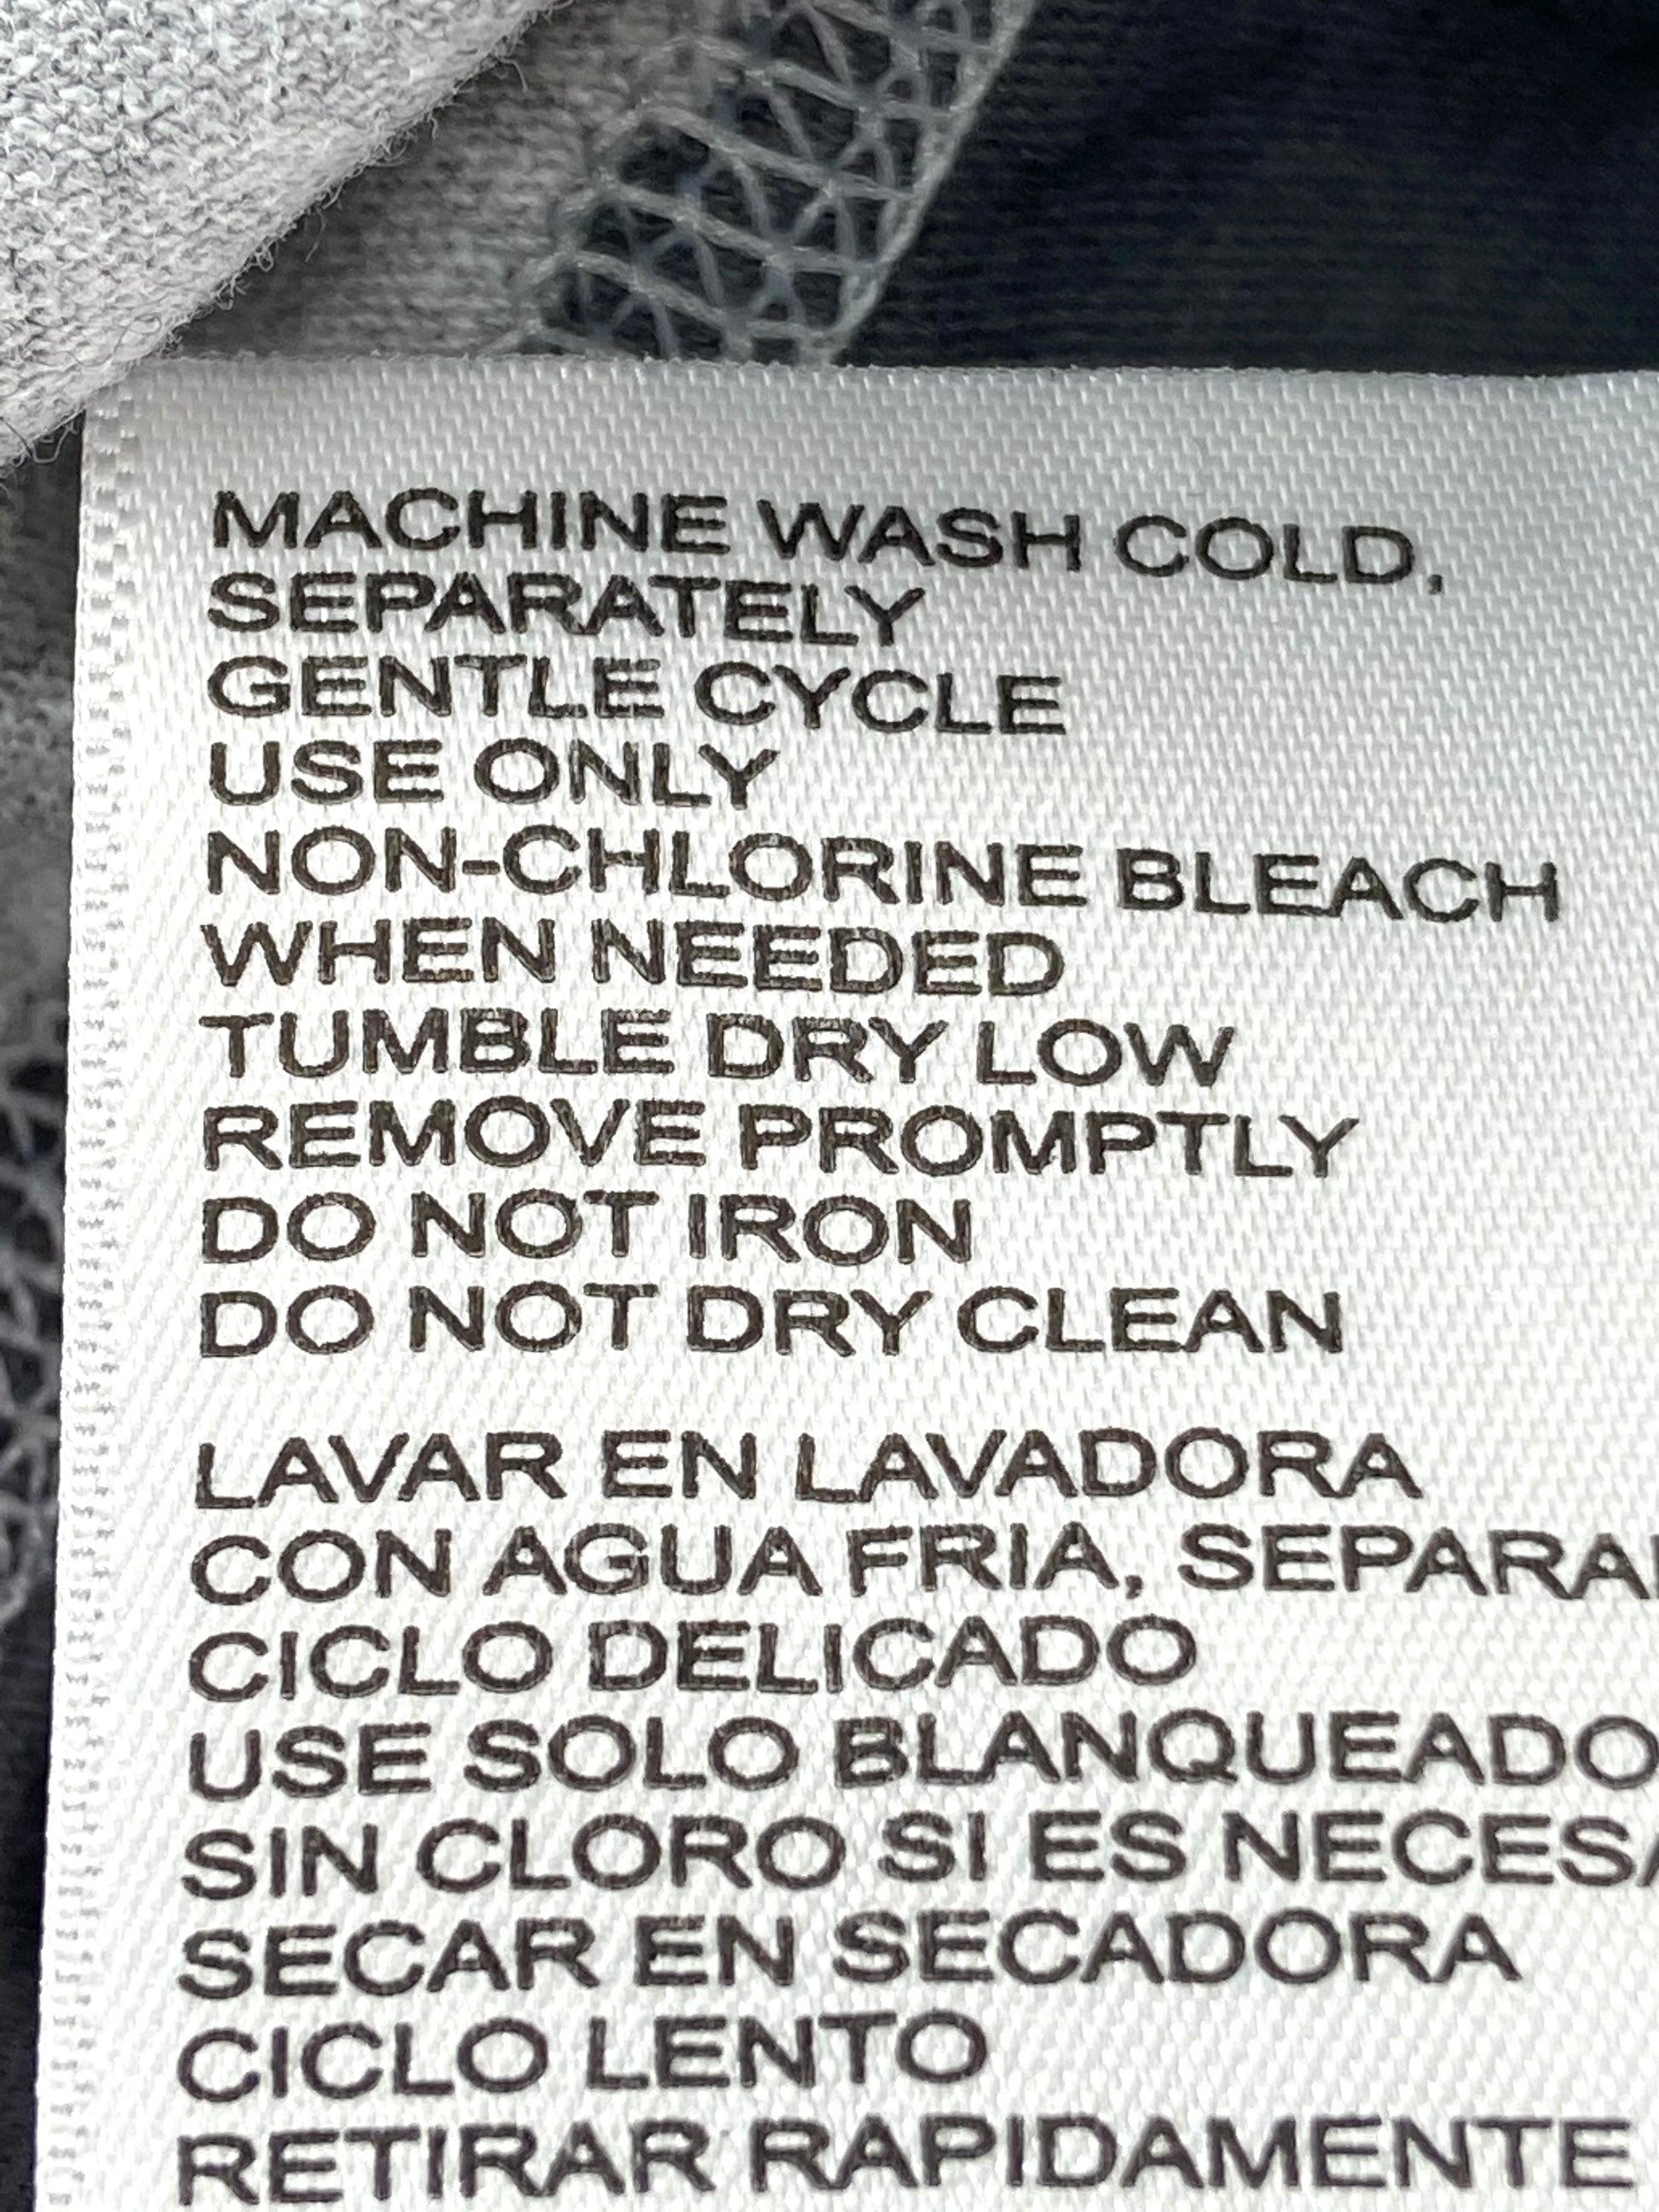 MACHINE WASH COLD,
SEPARATELY
GENTLE CYCLE
USE ONLY
NON-CHLORINE BLEACH
WHEN NEEDED
TUMBLE DRY LOW
REMOVE PROMPTLY
DO NOT IRON
DO NOT DRY CLEAN
LAVAR EN LAVADORA
CON AGUA FRIA,
CICLO DELICADO
USE SOLO
SIN CLORO SI ES
SECAR EN SECADORA
CICLO LENTO
RETIRAR RAPIDAMENTE